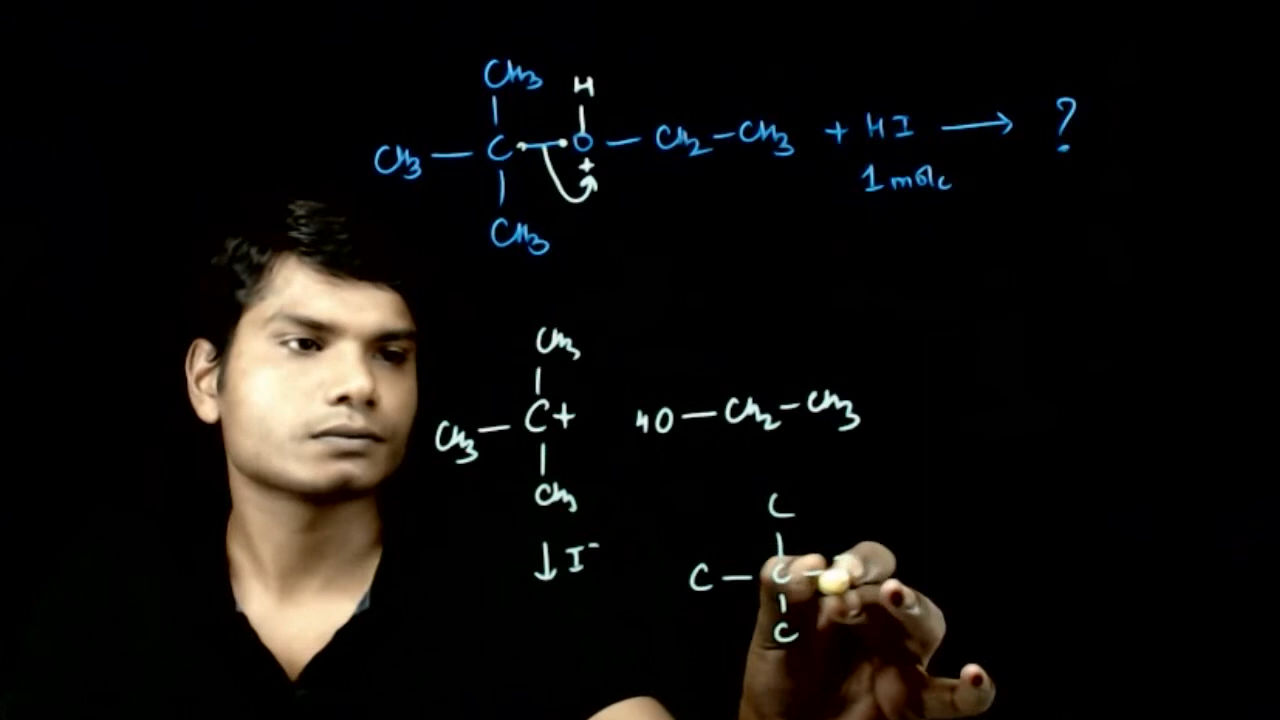 CH3 H
CH3 — C — O — CH2 — CH3 + HI ⟶ ?
+
1 mole
CH3
CH3
CH3 — C+ HO — CH2 — CH3
CH3
C
↓ I⁻
C — C —
C